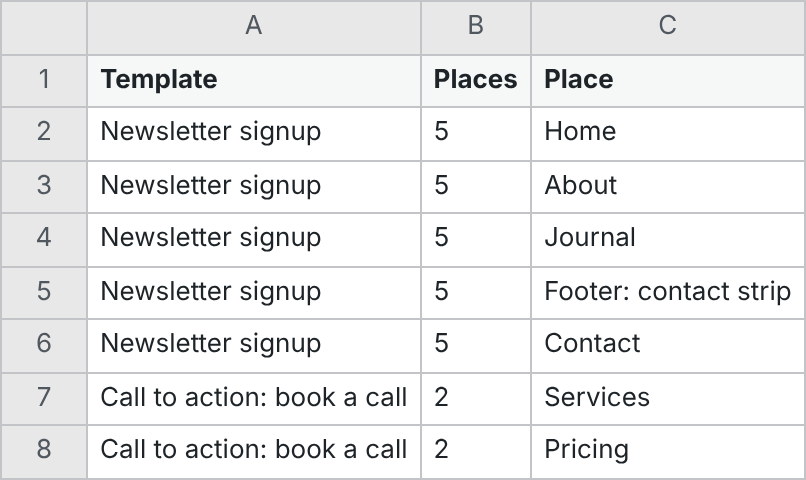 A B C
1 Template Places Place
2 Newsletter signup 5 Home
3 Newsletter signup 5 About
4 Newsletter signup 5 Journal
5 Newsletter signup 5 Footer: contact strip
6 Newsletter signup 5 Contact
7 Call to action: book a call 2 Services
8 Call to action: book a call 2 Pricing